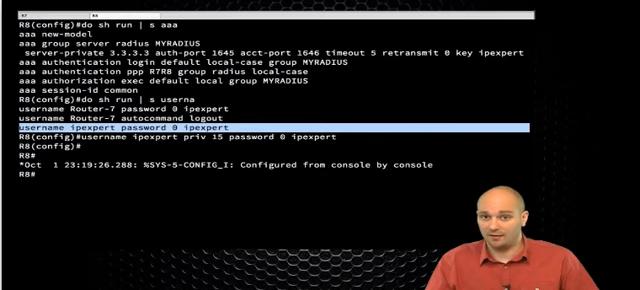 R7
R8
R8(config)#do sh run | s aaa
aaa new-model
aaa group server radius MYRADIUS
server-private 3.3.3.3 auth-port 1645 acct-port 1646 timeout 5 retransmit 0 key ipexpert
aaa authentication login default local-case group MYRADIUS
aaa authentication ppp R7R8 group radius local-case
aaa authorization exec default local group MYRADIUS
aaa session-id common
R8(config)#do sh run | s userna
username Router-7 password 0 ipexpert
username Router-7 autocommand logout
username ipexpert password 0 ipexpert
R8(config)#username ipexpert priv 15 password 0 ipexpert
R8(config)#
R8#
*Oct 1 23:19:26.288: %SYS-5-CONFIG_I: Configured from console by console
R8#